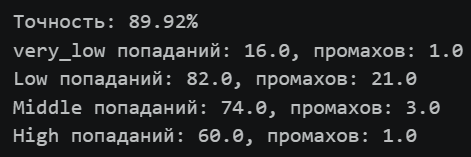 Точность: 89.92%
very_low попаданий: 16.0, промахов: 1.0
Low попаданий: 82.0, промахов: 21.0
Middle попаданий: 74.0, промахов: 3.0
High попаданий: 60.0, промахов: 1.0